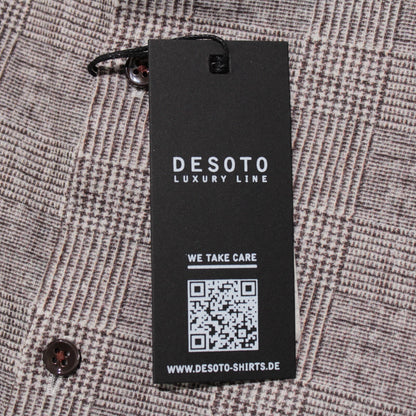 DESOTO
LUXURY LINE
WE TAKE CARE
WWW.DESOTO-SHIRTS.DE